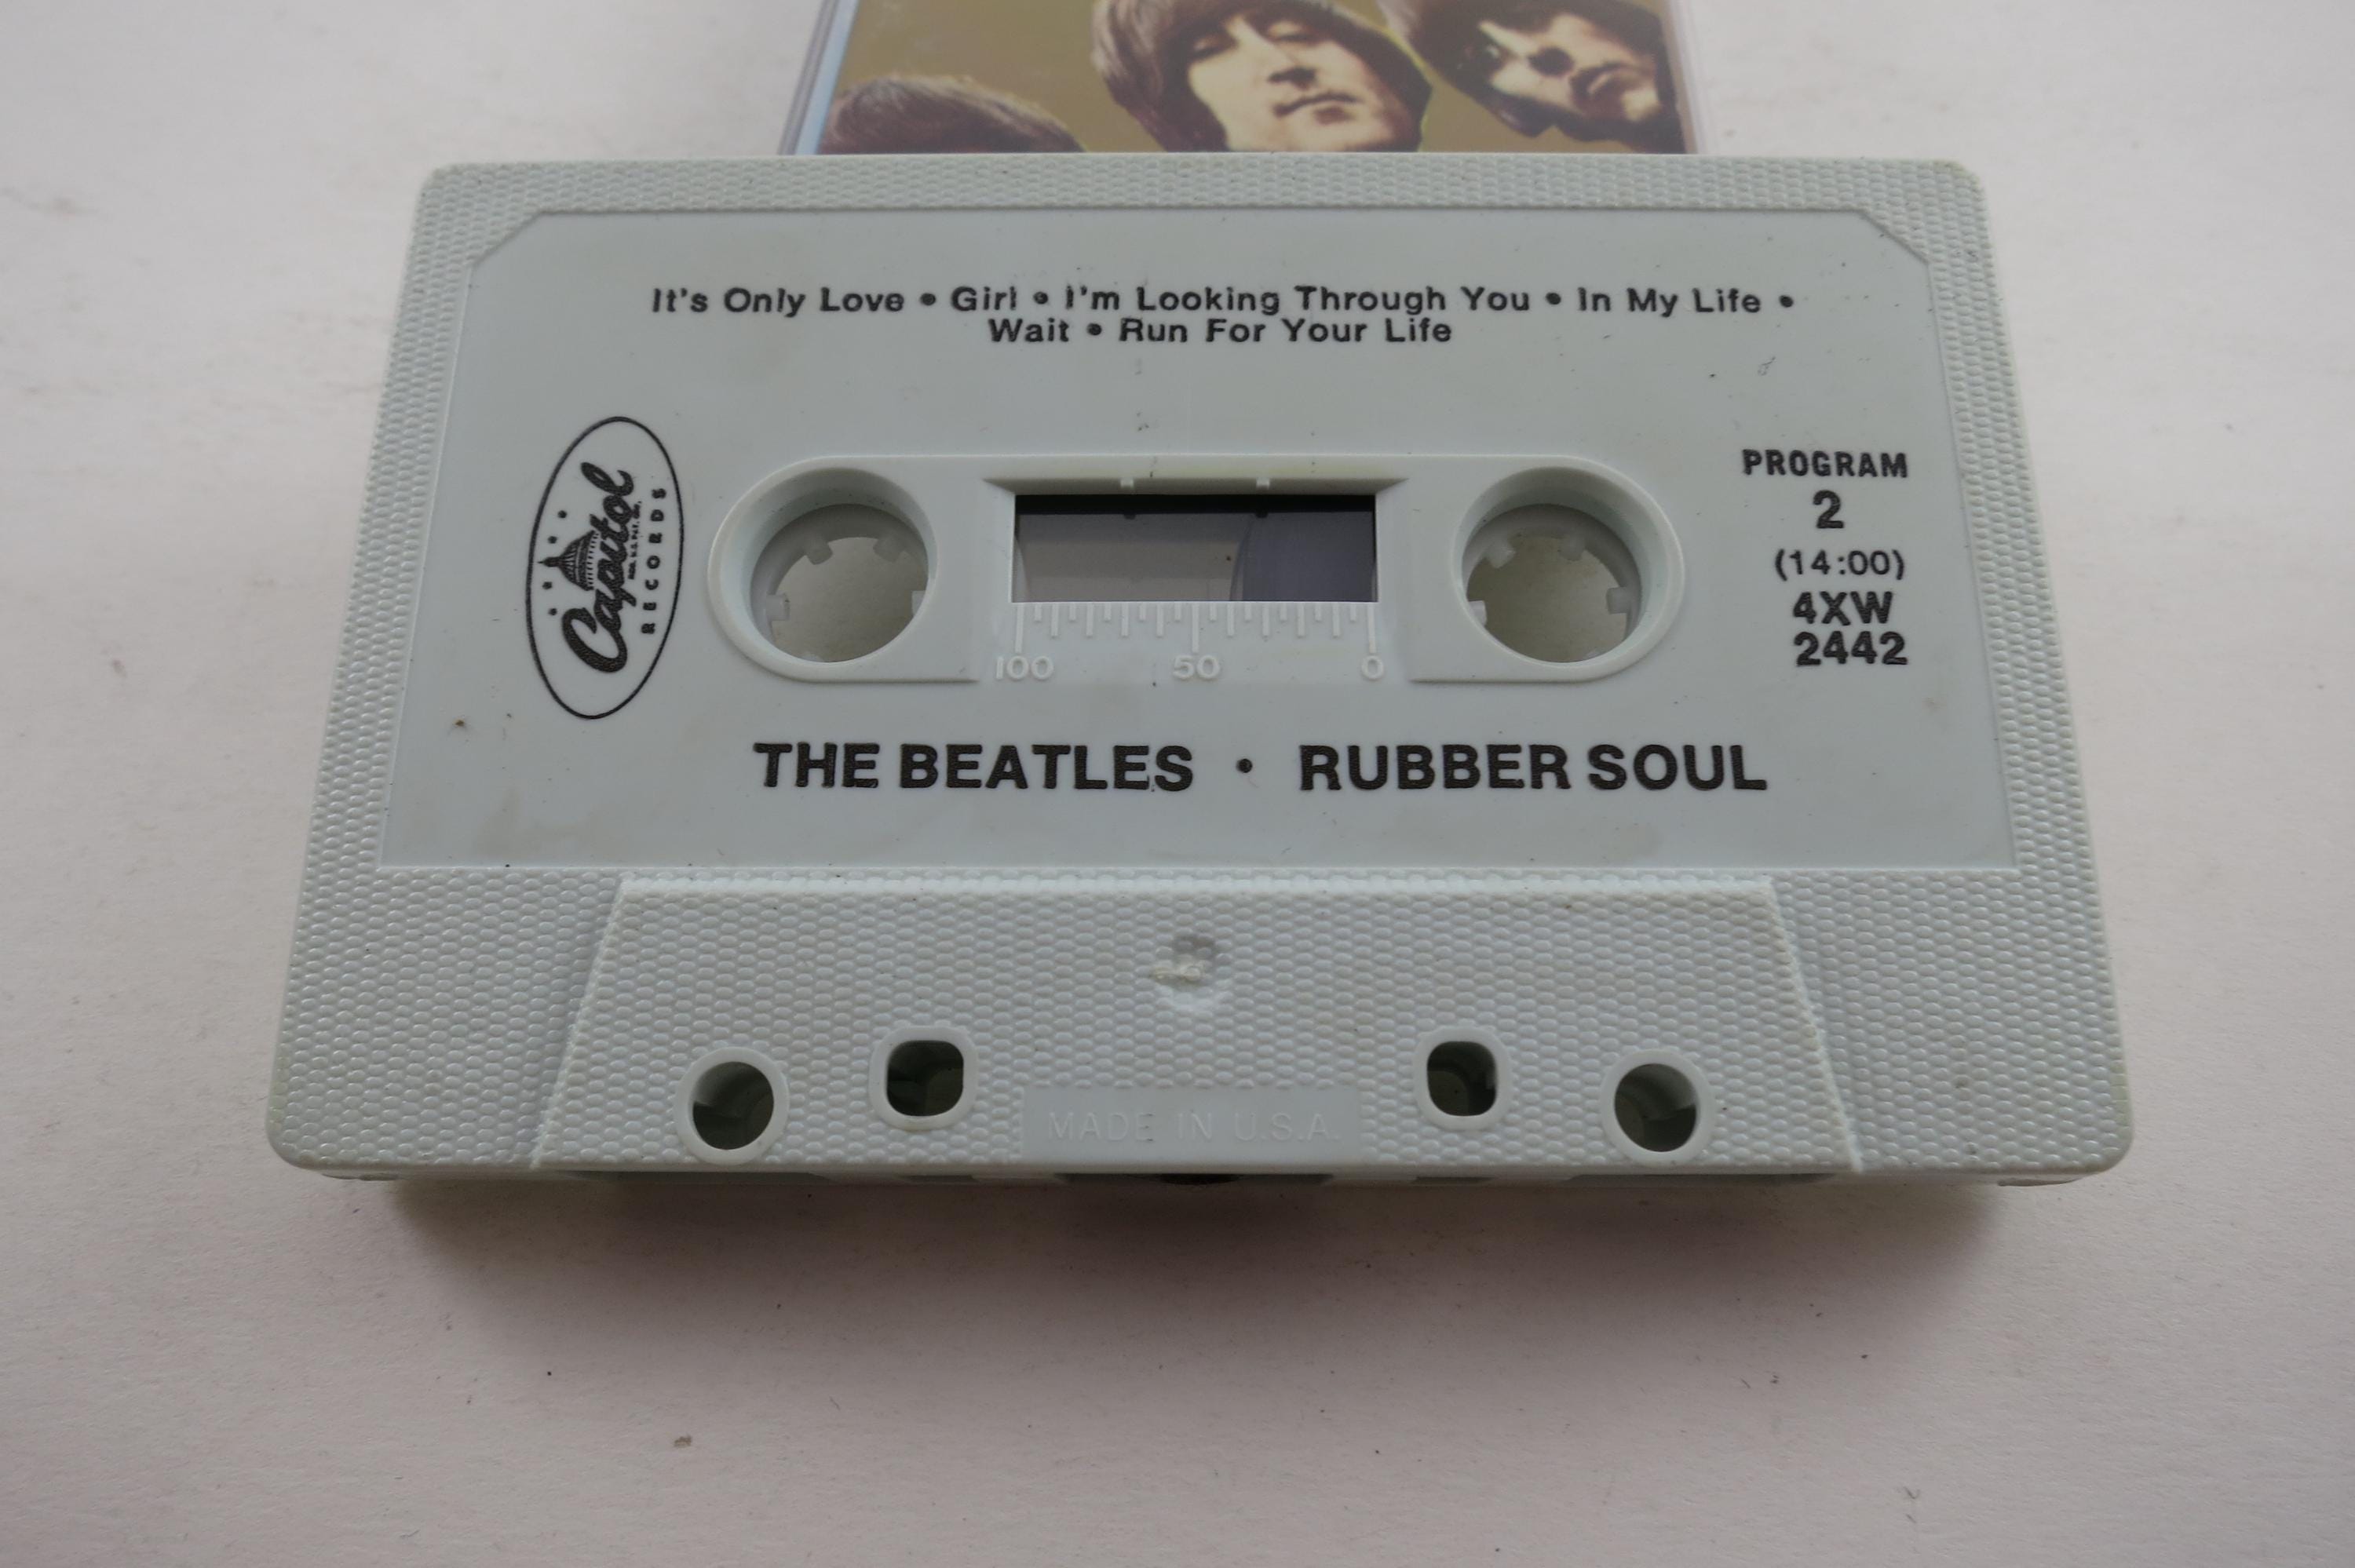 It's Only Love • Girl • I'm Looking Through You • In My Life •
Wait • Run For Your Life
Capitol
RECORDS
PROGRAM
2
(14:00)
4XW
2442
100 50 0
THE BEATLES • RUBBER SOUL
MADE IN U.S.A.